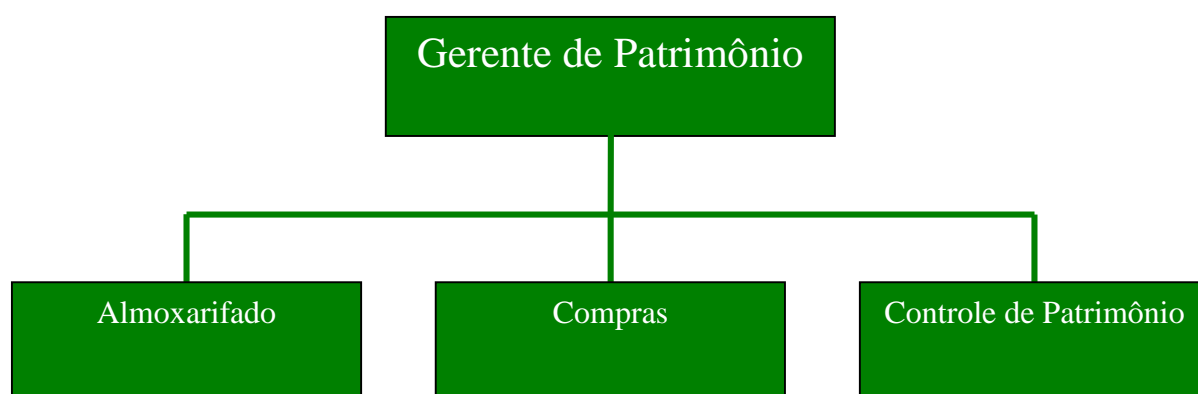 Gerente de Patrimônio
Almoxarifado
Compras
Controle de Patrimônio